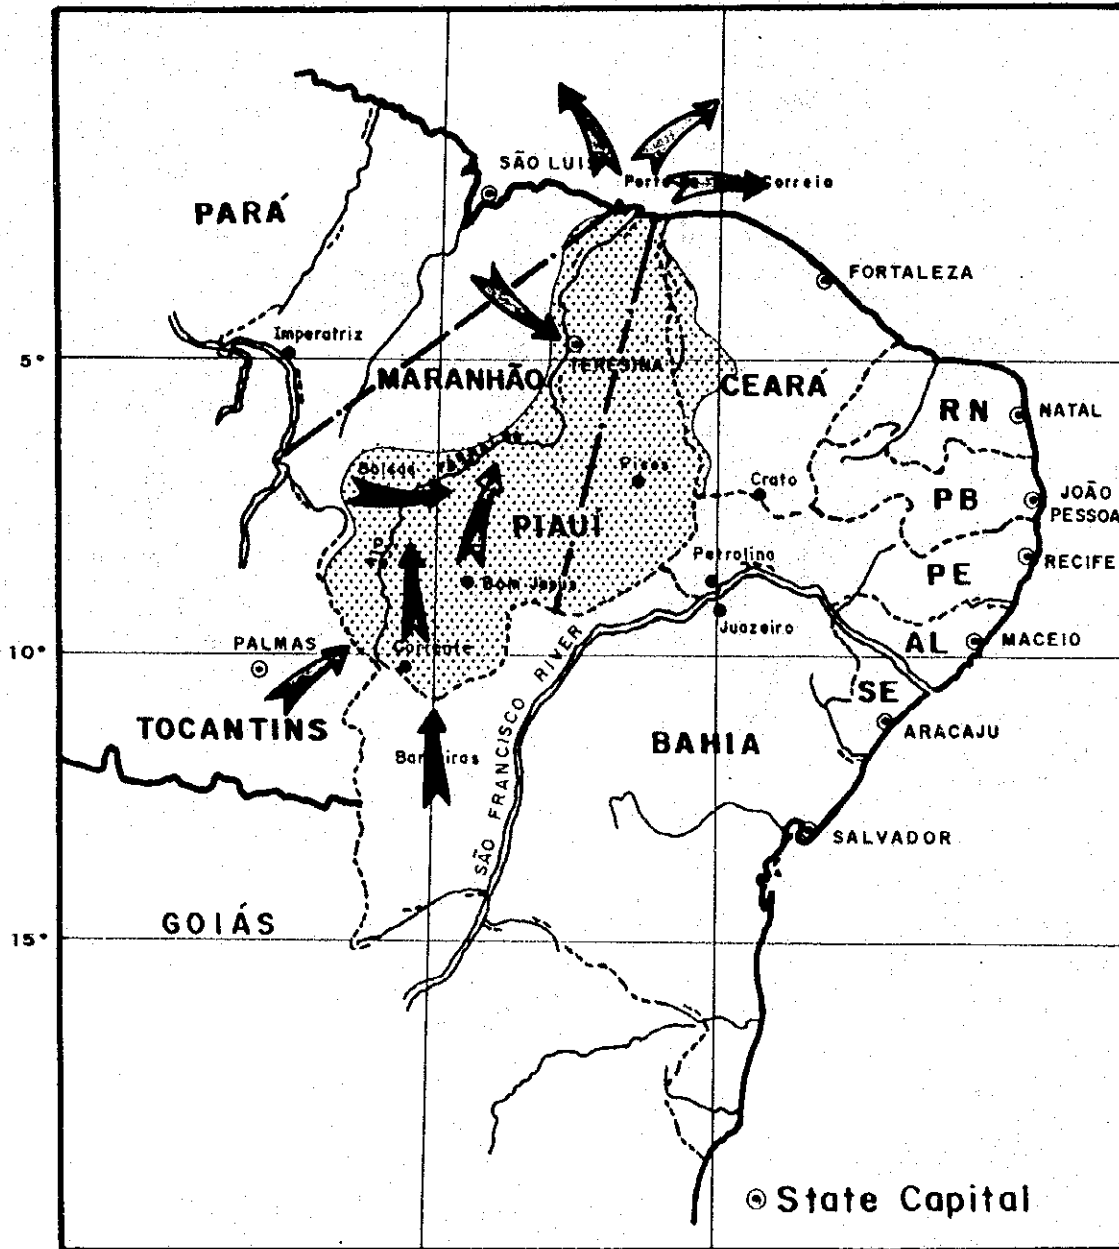 SÃO LUIS
Correia
PARÁ
FORTALEZA
Imperatriz
5°
TERESINA
MARANHÃO
CEARÁ
RN
NATAL
Picos
Crato
PB
JOÃO
PESSOA
PIAUÍ
RIO
Petrolina
PE
RECIFE
Bom Jesus
Juazeiro
AL
MACEIO
PALMAS
10°
Corrente
SE
TOCANTINS
BAHIA
ARACAJU
SÃO FRANCISCO RIVER
SALVADOR
GOIÁS
15°
State Capital